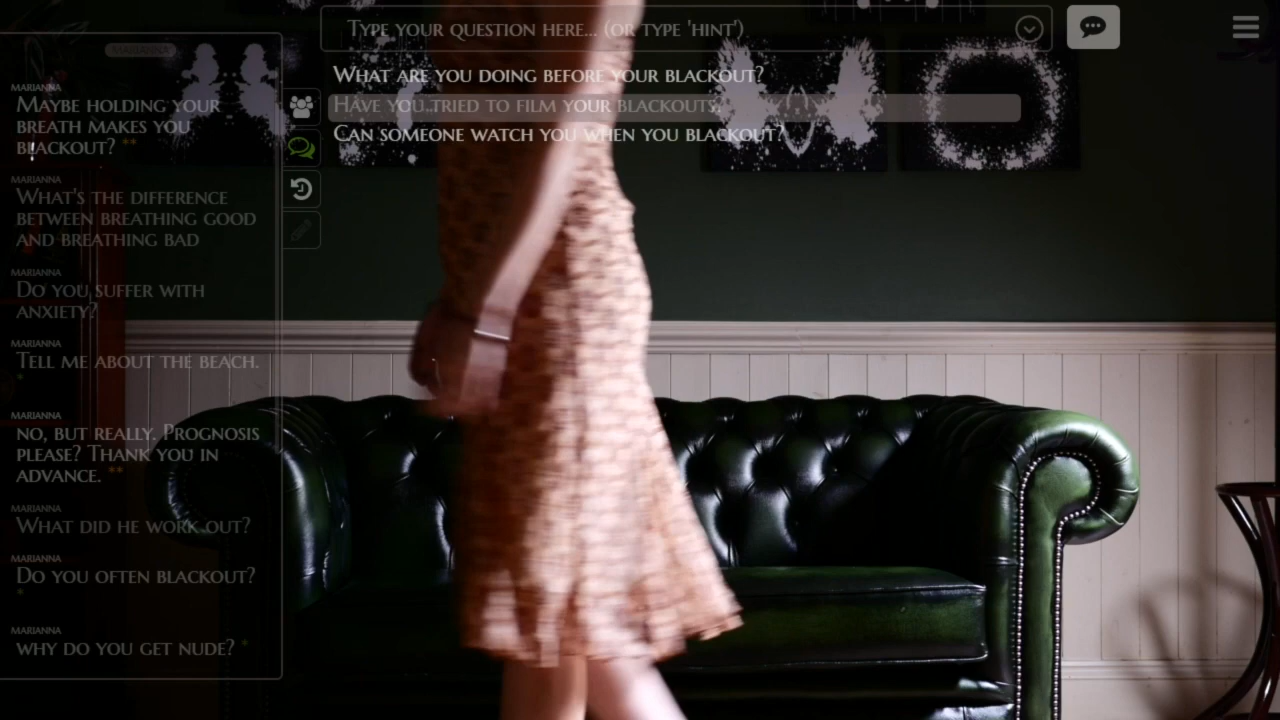 Type your question here... (or type 'hint')
What are you doing before your blackout?
Have you tried to film your blackouts,
Can someone watch you when you blackout?
MARIANNA
MARIANNA
Maybe holding your
breath makes you
blackout? **
MARIANNA
What's the difference
between breathing good
and breathing bad
MARIANNA
Do you suffer with
anxiety?
MARIANNA
Tell me about the beach.
*
MARIANNA
no, but really. Prognosis
please? Thank you in
advance. **
MARIANNA
What did he work out?
MARIANNA
Do you often blackout?
*
MARIANNA
why do you get nude? *